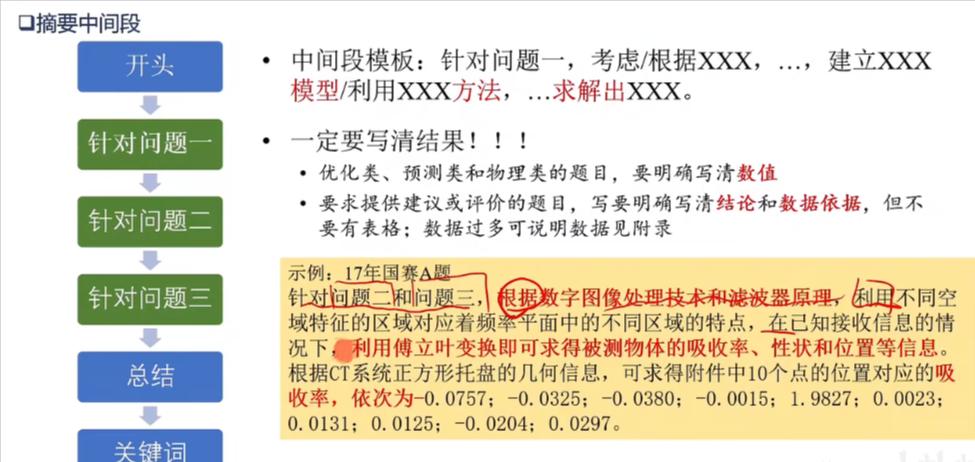 ❑摘要中间段
开头
针对问题一
针对问题二
针对问题三
总结
关键词
• 中间段模板：针对问题一，考虑/根据XXX，…，建立XXX
模型/利用XXX方法，…求解出XXX。
• 一定要写清结果！！！
• 优化类、预测类和物理类的题目，要明确写清数值
• 要求提供建议或评价的题目，写要明确写清结论和数据依据，但不
要有表格；数据过多可说明数据见附录
示例：17年国赛A题
针对问题二和问题三，根据数字图像处理技术和滤波器原理，利用不同空
域特征的区域对应着频率平面中的不同区域的特点，在已知接收信息的情
况下，利用傅立叶变换即可求得被测物体的吸收率、性状和位置等信息。
根据CT系统正方形托盘的几何信息，可求得附件中10个点的位置对应的吸
收率，依次为-0.0757；-0.0325；-0.0380；-0.0015；1.9827；0.0023；
0.0131；0.0125；-0.0204；0.0297。